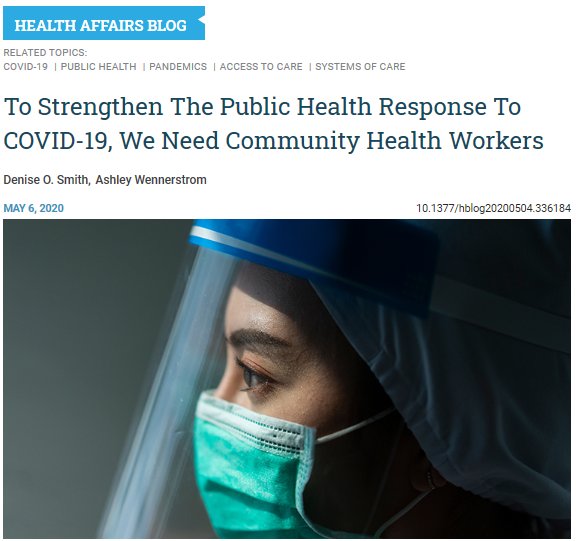 HEALTH AFFAIRS BLOG
RELATED TOPICS:
COVID-19 | PUBLIC HEALTH | PANDEMICS | ACCESS TO CARE | SYSTEMS OF CARE
To Strengthen The Public Health Response To
COVID-19, We Need Community Health Workers
Denise O. Smith, Ashley Wennerstrom
MAY 6, 2020 10.1377/hblog20200504.336184